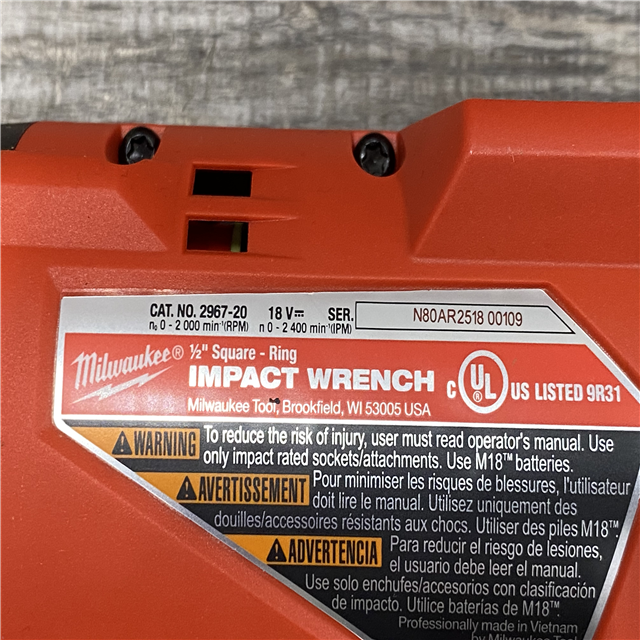 CAT. NO. 2967-20 18 V⎓ SER. N80AR2518 00109
n₀ 0 - 2 000 min⁻¹(RPM) n 0 - 2 400 min⁻¹(IPM)
Milwaukee® ½" Square - Ring
IMPACT WRENCH
Milwaukee Tool, Brookfield, WI 53005 USA
C UL® US LISTED 9R31
WARNING To reduce the risk of injury, user must read operator's manual. Use
only impact rated sockets/attachments. Use M18™ batteries.
AVERTISSEMENT Pour minimiser les risques de blessures, l'utilisateur
doit lire le manuel. Utilisez uniquement des
douilles/accessoires résistants aux chocs. Utiliser des piles M18™.
ADVERTENCIA Para reducir el riesgo de lesiones,
el usuario debe leer el manual.
Use solo enchufes/accesorios con clasificación
de impacto. Utilice baterías de M18™.
Professionally made in Vietnam
by Milwaukee Tool